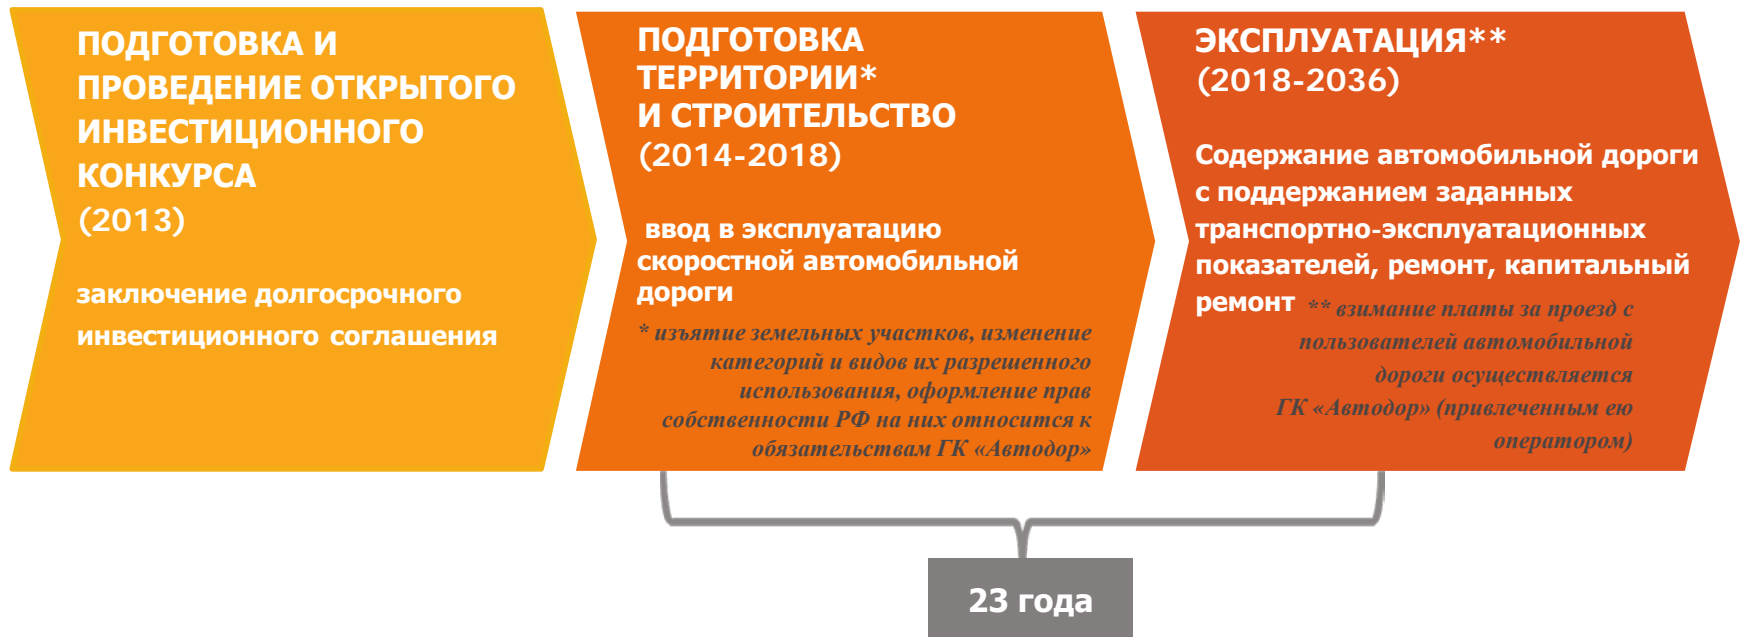 ПОДГОТОВКА И
ПРОВЕДЕНИЕ ОТКРЫТОГО
ИНВЕСТИЦИОННОГО
КОНКУРСА
(2013)
заключение долгосрочного
инвестиционного соглашения
ПОДГОТОВКА
ТЕРРИТОРИИ*
И СТРОИТЕЛЬСТВО
(2014-2018)
ввод в эксплуатацию
скоростной автомобильной
дороги
* изъятие земельных участков, изменение
категорий и видов их разрешенного
использования, оформление прав
собственности РФ на них относится к
обязательствам ГК «Автодор»
ЭКСПЛУАТАЦИЯ**
(2018-2036)
Содержание автомобильной дороги
с поддержанием заданных
транспортно-эксплуатационных
показателей, ремонт, капитальный
ремонт
** взимание платы за проезд с
пользователей автомобильной
дороги осуществляется
ГК «Автодор» (привлеченным ею
оператором)
23 года